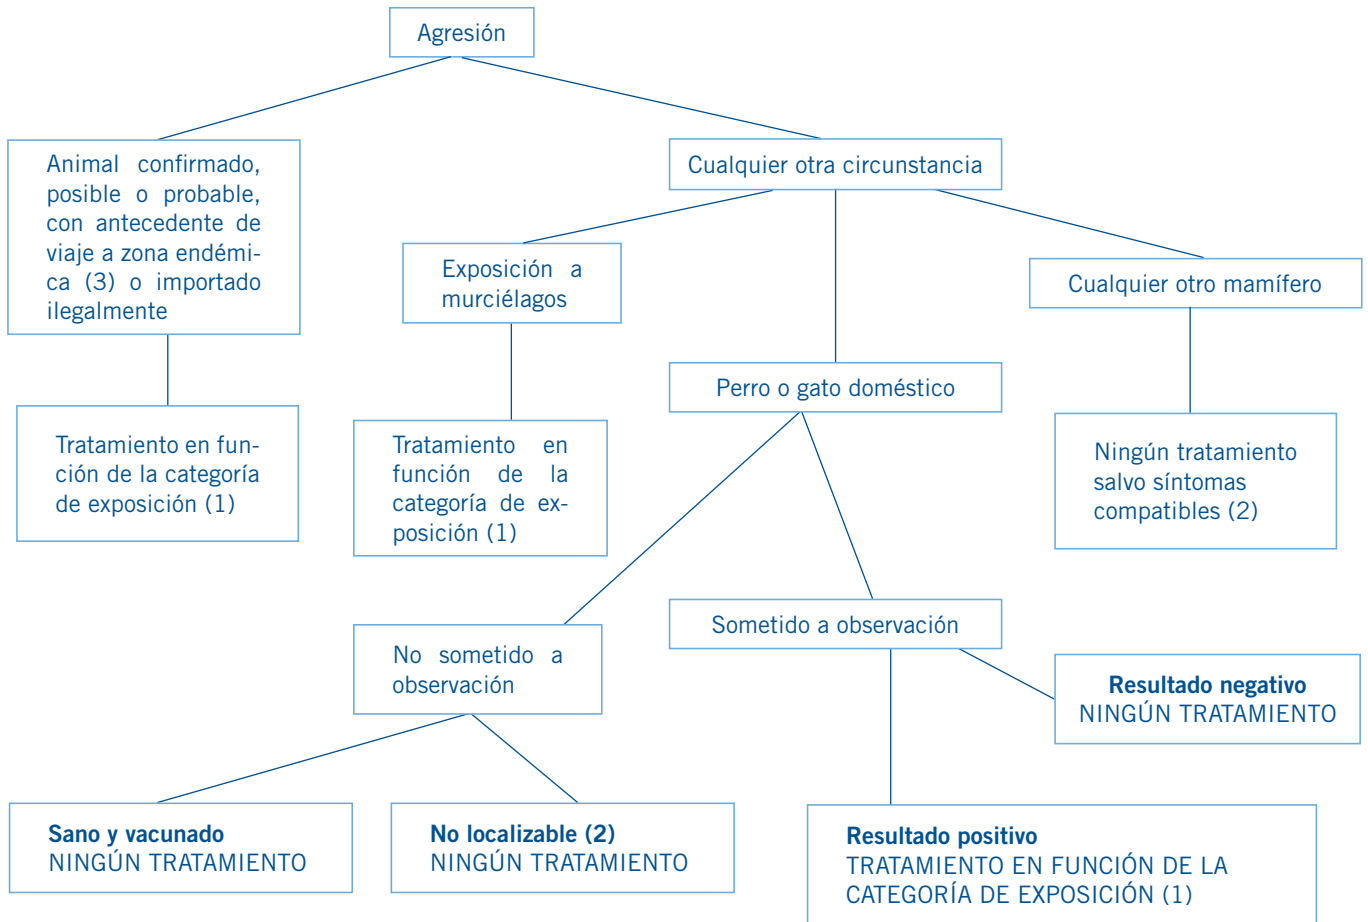 Agresión
Animal confirmado,
posible o probable,
con antecedente de
viaje a zona endémi-
ca (3) o importado
ilegalmente
Cualquier otra circunstancia
Exposición a
murciélagos
Cualquier otro mamífero
Perro o gato doméstico
Tratamiento en fun-
ción de la categoría
de exposición (1)
Tratamiento en
función de la
categoría de ex-
posición (1)
Ningún tratamiento
salvo síntomas
compatibles (2)
No sometido a
observación
Sometido a observación
Resultado negativo
NINGÚN TRATAMIENTO
Sano y vacunado
NINGÚN TRATAMIENTO
No localizable (2)
NINGÚN TRATAMIENTO
Resultado positivo
TRATAMIENTO EN FUNCIÓN DE LA
CATEGORÍA DE EXPOSICIÓN (1)